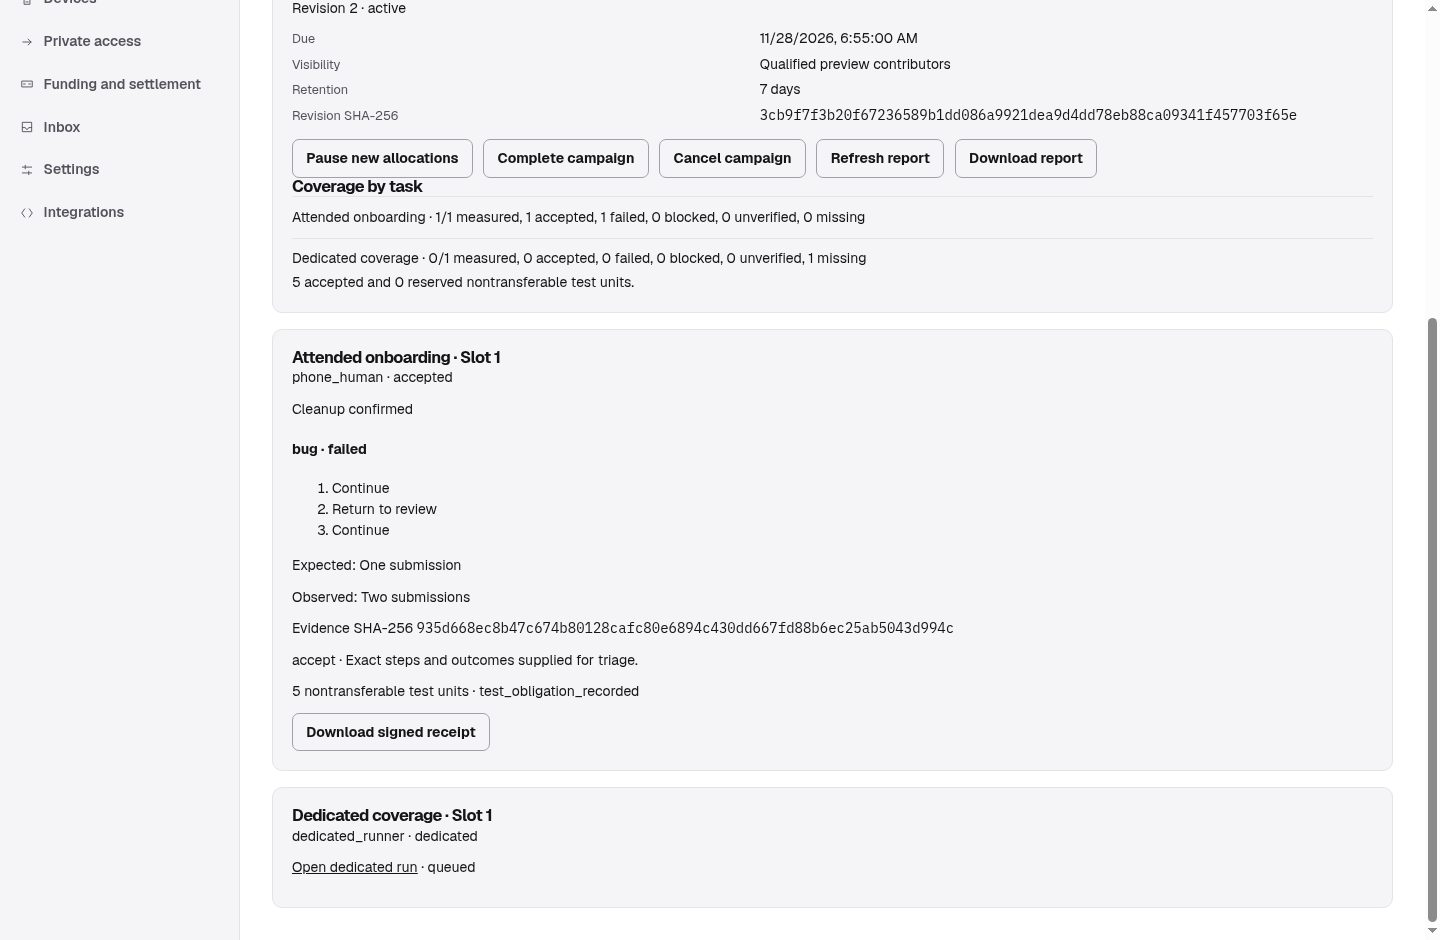 Devices
Private access
Funding and settlement
Inbox
Settings
Integrations
Revision 2 · active
Due 11/28/2026, 6:55:00 AM
Visibility Qualified preview contributors
Retention 7 days
Revision SHA-256 3cb9f7f3b20f67236589b1dd086a9921dea9d4dd78eb88ca09341f457703f65e
Pause new allocations Complete campaign Cancel campaign Refresh report Download report
Coverage by task
Attended onboarding · 1/1 measured, 1 accepted, 1 failed, 0 blocked, 0 unverified, 0 missing
Dedicated coverage · 0/1 measured, 0 accepted, 0 failed, 0 blocked, 0 unverified, 1 missing
5 accepted and 0 reserved nontransferable test units.
Attended onboarding · Slot 1
phone_human · accepted
Cleanup confirmed
bug · failed
1. Continue
2. Return to review
3. Continue
Expected: One submission
Observed: Two submissions
Evidence SHA-256 935d668ec8b47c674b80128cafc80e6894c430dd667fd88b6ec25ab5043d994c
accept · Exact steps and outcomes supplied for triage.
5 nontransferable test units · test_obligation_recorded
Download signed receipt
Dedicated coverage · Slot 1
dedicated_runner · dedicated
Open dedicated run · queued